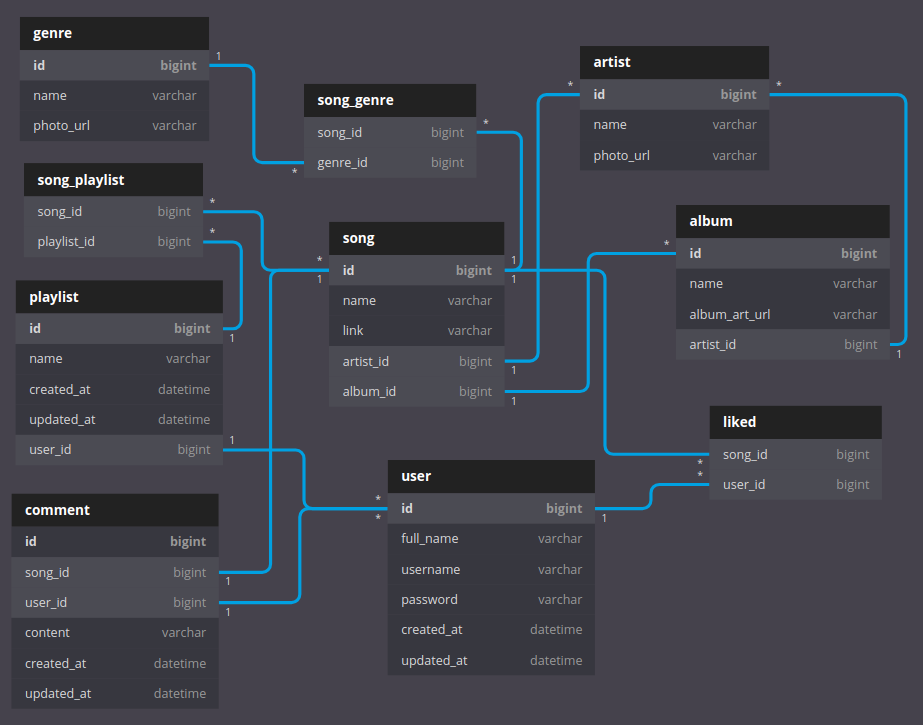 genre
id bigint
name varchar
photo_url varchar
1
*
song_genre
song_id bigint
genre_id bigint
*
artist
id bigint
name varchar
photo_url varchar
*
*
song_playlist
song_id bigint
playlist_id bigint
*
*
song
id bigint
name varchar
link varchar
artist_id bigint
album_id bigint
*
1
1
1
1
1
album
id bigint
name varchar
album_art_url varchar
artist_id bigint
*
1
playlist
id bigint
name varchar
created_at datetime
updated_at datetime
user_id bigint
1
1
liked
song_id bigint
user_id bigint
*
*
user
id bigint
full_name varchar
username varchar
password varchar
created_at datetime
updated_at datetime
*
*
1
comment
id bigint
song_id bigint
user_id bigint
content varchar
created_at datetime
updated_at datetime
1
1